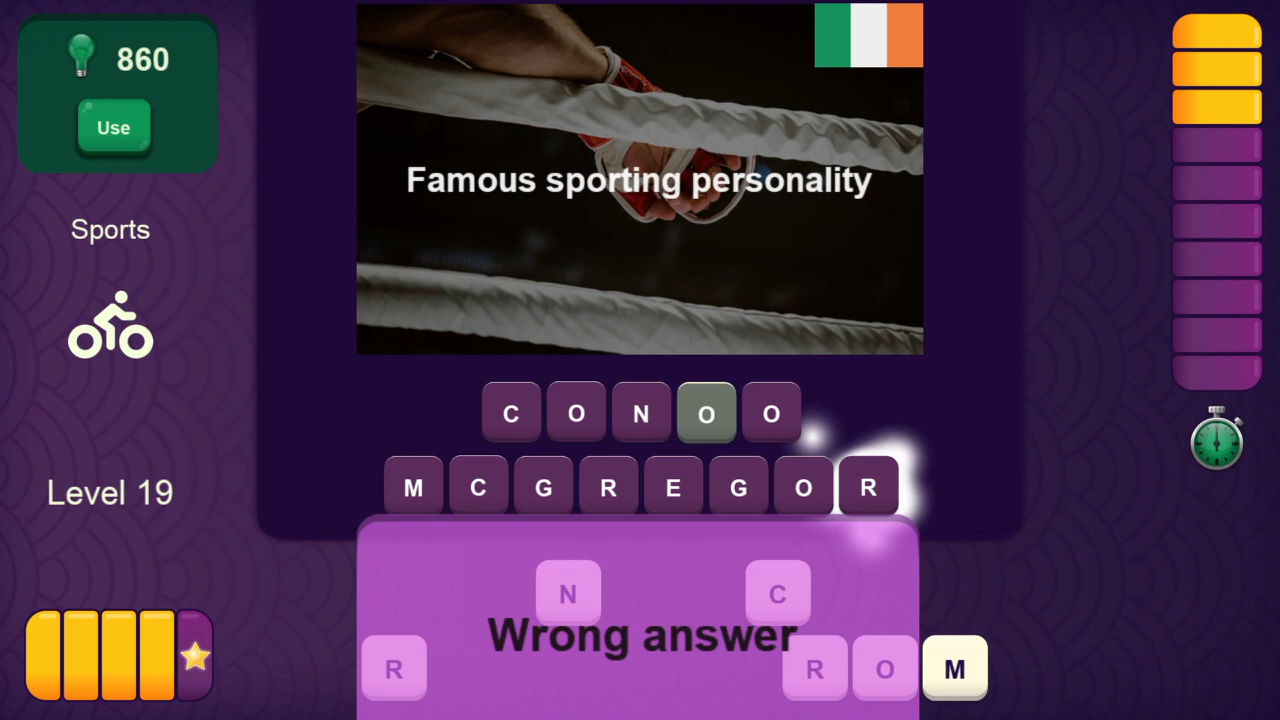 860
Use
Sports
Level 19
Famous sporting personality
C O N O O
M C G R E G O R
N C
Wrong answer
R R O M